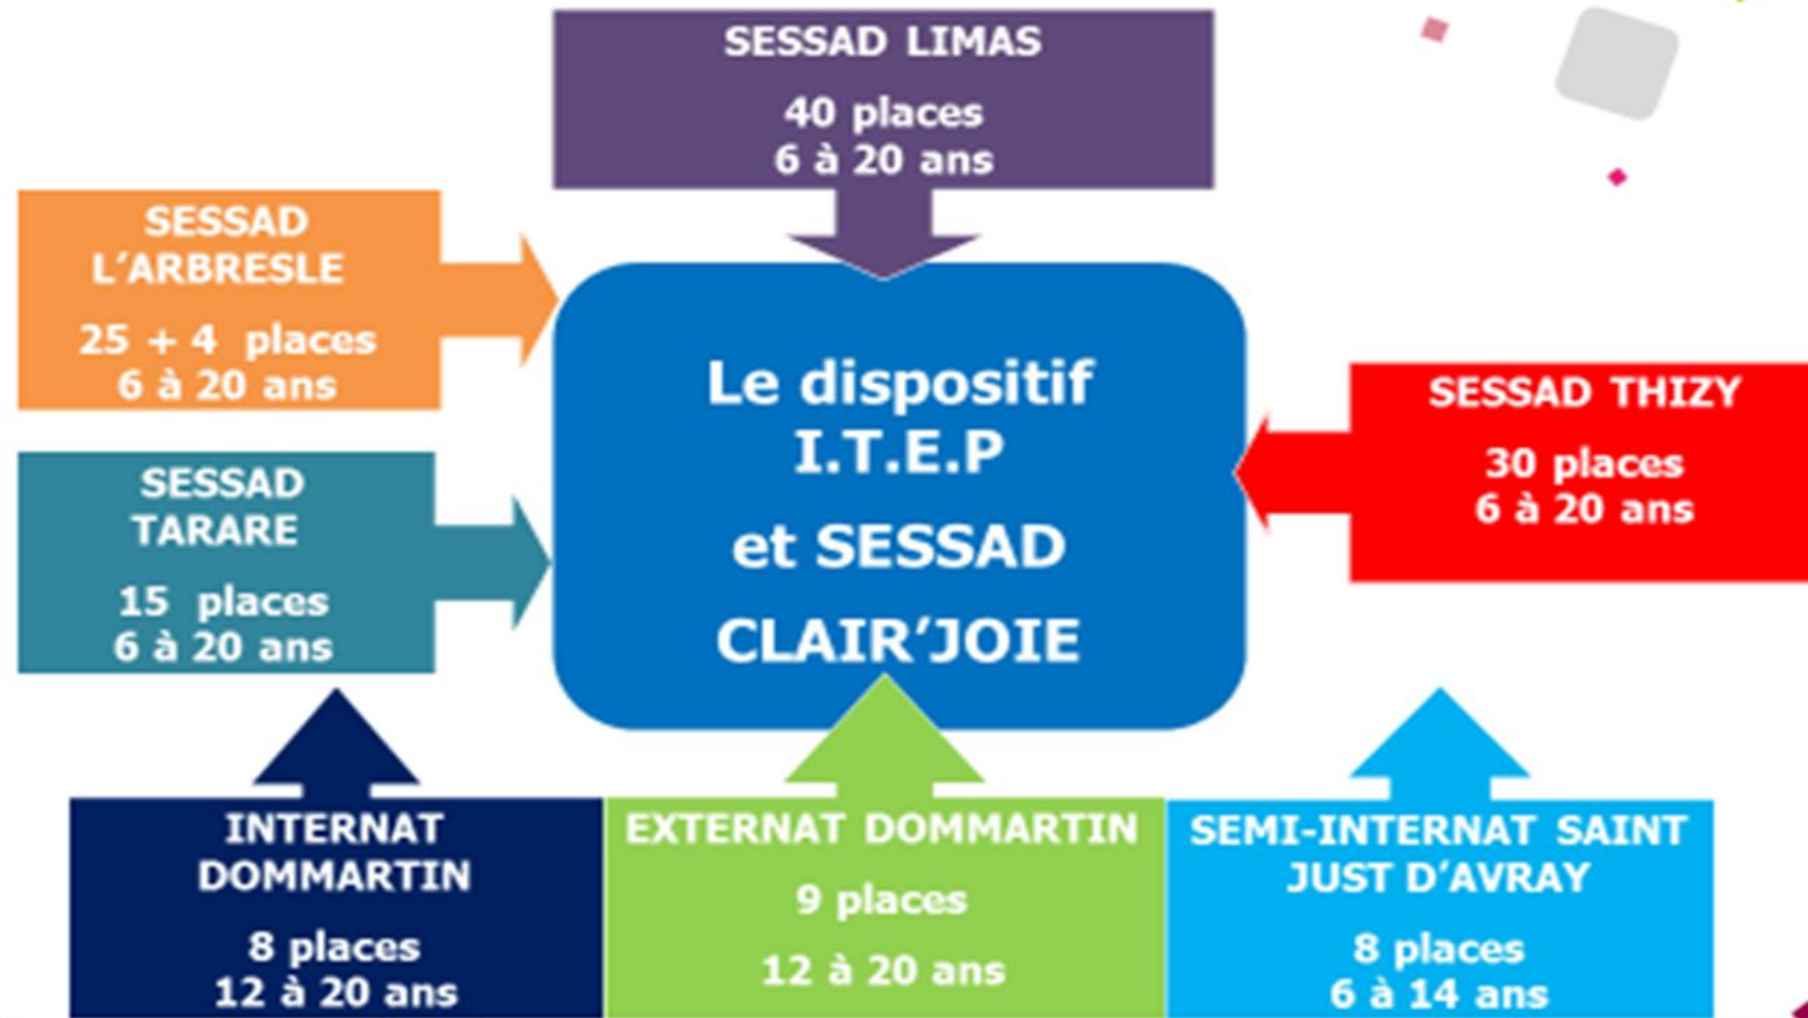 SESSAD LIMAS
40 places
6 à 20 ans
SESSAD
L’ARBRESLE
25 + 4 places
6 à 20 ans
Le dispositif
I.T.E.P
et SESSAD
CLAIR’JOIE
SESSAD THIZY
30 places
6 à 20 ans
SESSAD
TARARE
15 places
6 à 20 ans
INTERNAT
DOMMARTIN
8 places
12 à 20 ans
EXTERNAT DOMMARTIN
9 places
12 à 20 ans
SEMI-INTERNAT SAINT
JUST D’AVRAY
8 places
6 à 14 ans